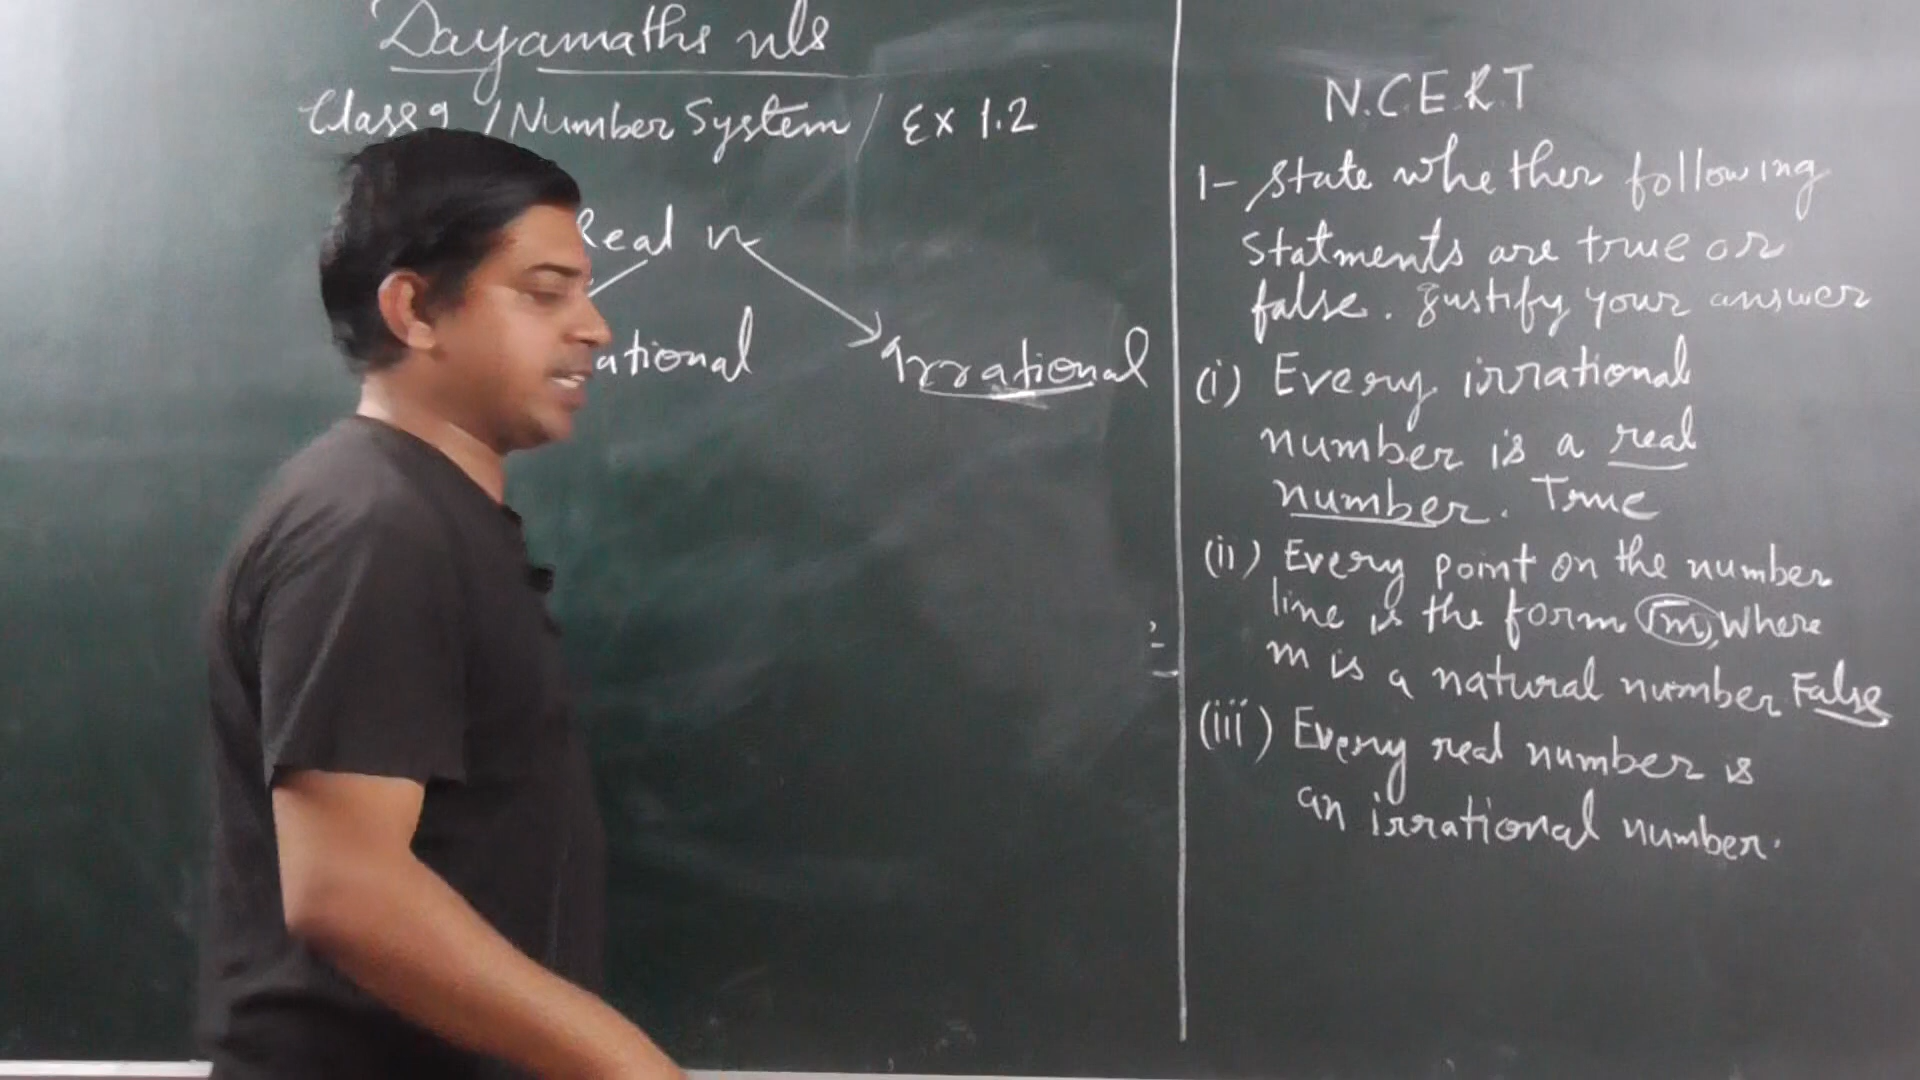 Dayamaths nls
Class 9 / Number System / Ex 1.2
Real n
ational
Irrational
N.C.E.R.T
1- state whether following
statments are true or
false. Justify your answer
(i) Every irrational
number is a real
number. True
(ii) Every point on the number
line is the form √m, where
m is a natural number False
(iii) Every real number is
an irrational number.